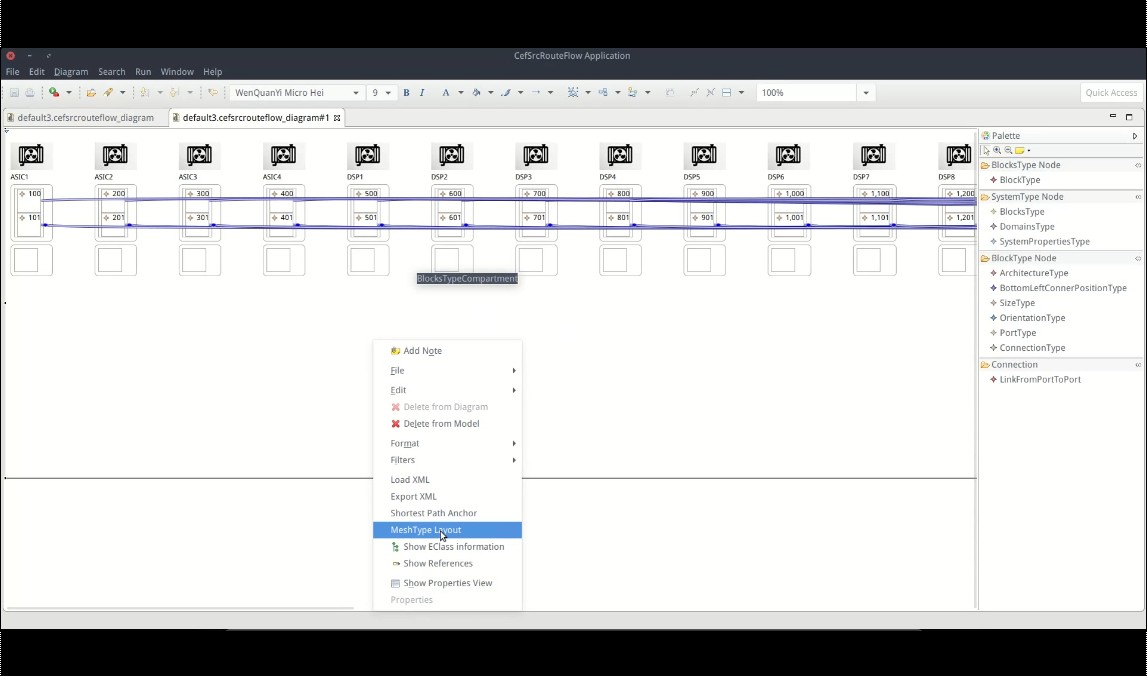 CefSrcRouteFlow Application
File Edit Diagram Search Run Window Help
WenQuanYi Micro Hei 9 B I A 100% Quick Access
default3.cefsrcrouteflow_diagram default3.cefsrcrouteflow_diagram#1
ASIC1 ASIC2 ASIC3 ASIC4 DSP1 DSP2 DSP3 DSP4 DSP5 DSP6 DSP7 DSP8
100 200 300 400 500 600 700 800 900 1,000 1,100 1,200
101 201 301 401 501 601 701 801 901 1,001 1,101 1,201
BlocksTypeCompartment
Add Note
File
Edit
Delete from Diagram
Delete from Model
Format
Filters
Load XML
Export XML
Shortest Path Anchor
MeshType Layout
Show EClass information
Show References
Show Properties View
Properties
Palette
BlocksType Node
BlockType
SystemType Node
BlocksType
DomainsType
SystemPropertiesType
BlockType Node
ArchitectureType
BottomLeftConnerPositionType
SizeType
OrientationType
PortType
ConnectionType
Connection
LinkFromPortToPort